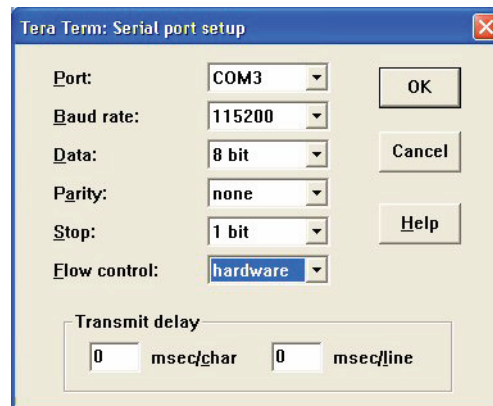 Tera Term: Serial port setup
Port: COM3
Baud rate: 115200
Data: 8 bit
Parity: none
Stop: 1 bit
Flow control: hardware
OK
Cancel
Help
Transmit delay
0 msec/char 0 msec/line